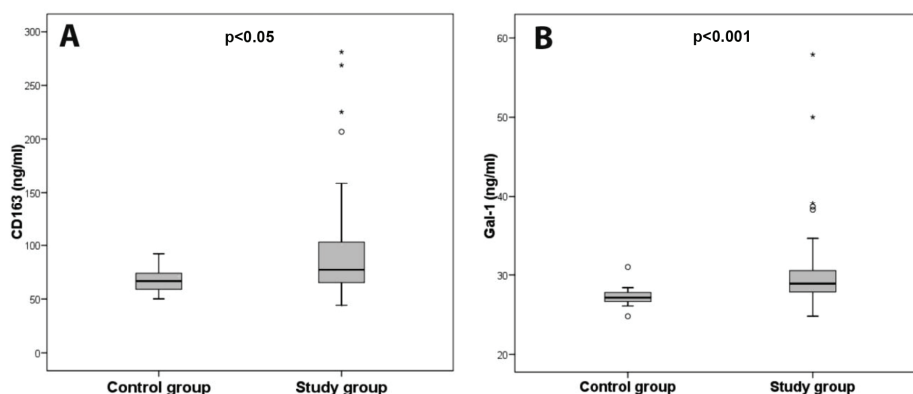 A
p<0.05
CD163 (ng/ml)
300
250
200
150
100
50
0
Control group
Study group
B
p<0.001
Gal-1 (ng/ml)
60
50
40
30
20
Control group
Study group